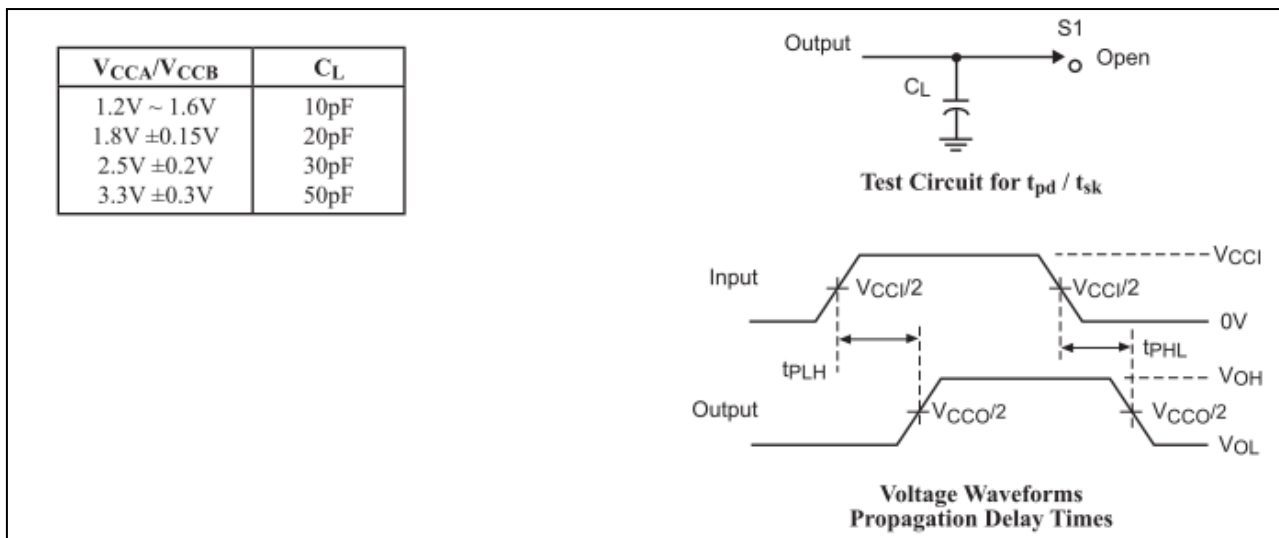 VCCA/VCCB CL
1.2V ~ 1.6V 10pF
1.8V ±0.15V 20pF
2.5V ±0.2V 30pF
3.3V ±0.3V 50pF
S1
Output Open
CL
Test Circuit for tpd / tsk
VCCI
Input VCCI/2 VCCI/2
0V
tPLH tPHL
VOH
Output VCCO/2 VCCO/2
VOL
Voltage Waveforms
Propagation Delay Times